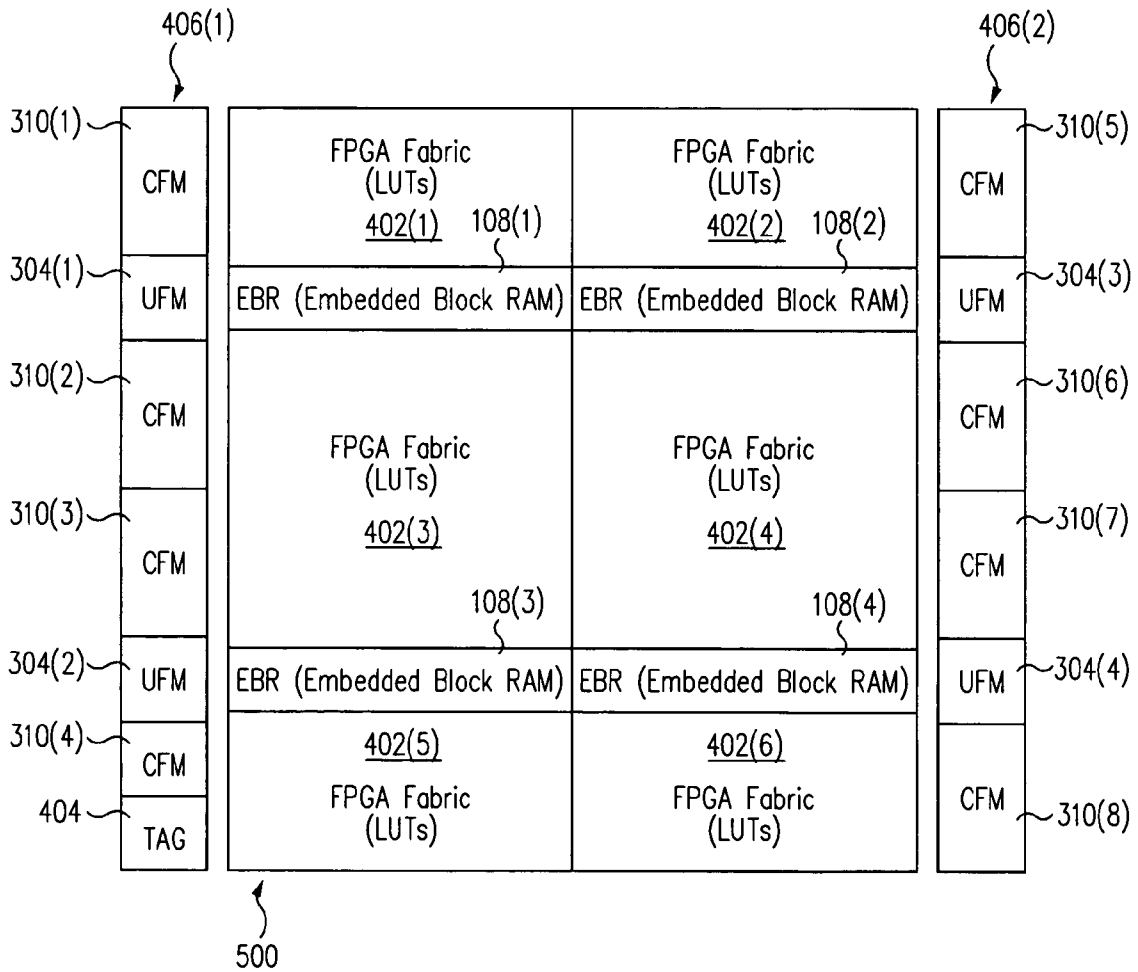 406(1)
406(2)
310(1)
CFM
FPGA Fabric
(LUTs)
402(1)
108(1)
FPGA Fabric
(LUTs)
402(2)
108(2)
CFM
310(5)
304(1)
UFM
EBR (Embedded Block RAM)
EBR (Embedded Block RAM)
UFM
304(3)
310(2)
CFM
CFM
310(6)
FPGA Fabric
(LUTs)
402(3)
FPGA Fabric
(LUTs)
402(4)
310(3)
CFM
CFM
310(7)
108(3)
108(4)
304(2)
UFM
EBR (Embedded Block RAM)
EBR (Embedded Block RAM)
UFM
304(4)
310(4)
CFM
402(5)
FPGA Fabric
(LUTs)
402(6)
FPGA Fabric
(LUTs)
CFM
310(8)
404
TAG
500